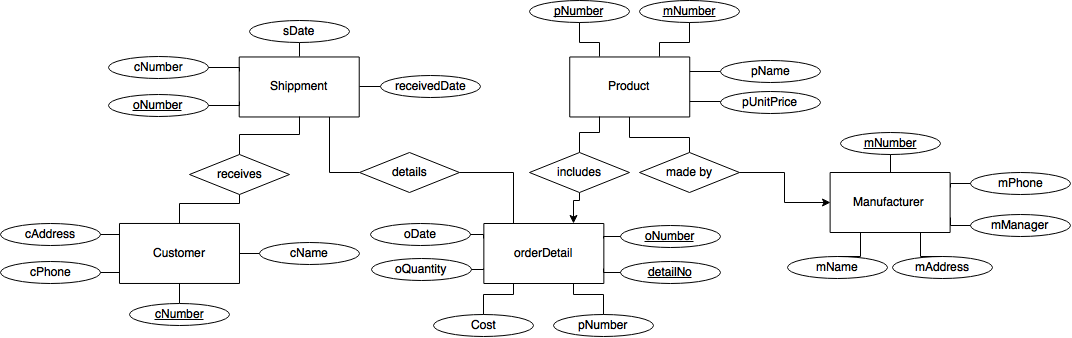 pNumber
mNumber
sDate
cNumber
pName
Shippment
receivedDate
Product
oNumber
pUnitPrice
mNumber
receives
details
includes
made by
mPhone
Manufacturer
cAddress
oDate
oNumber
mManager
Customer
cName
orderDetail
cPhone
oQuantity
detailNo
mName
mAddress
cNumber
Cost
pNumber